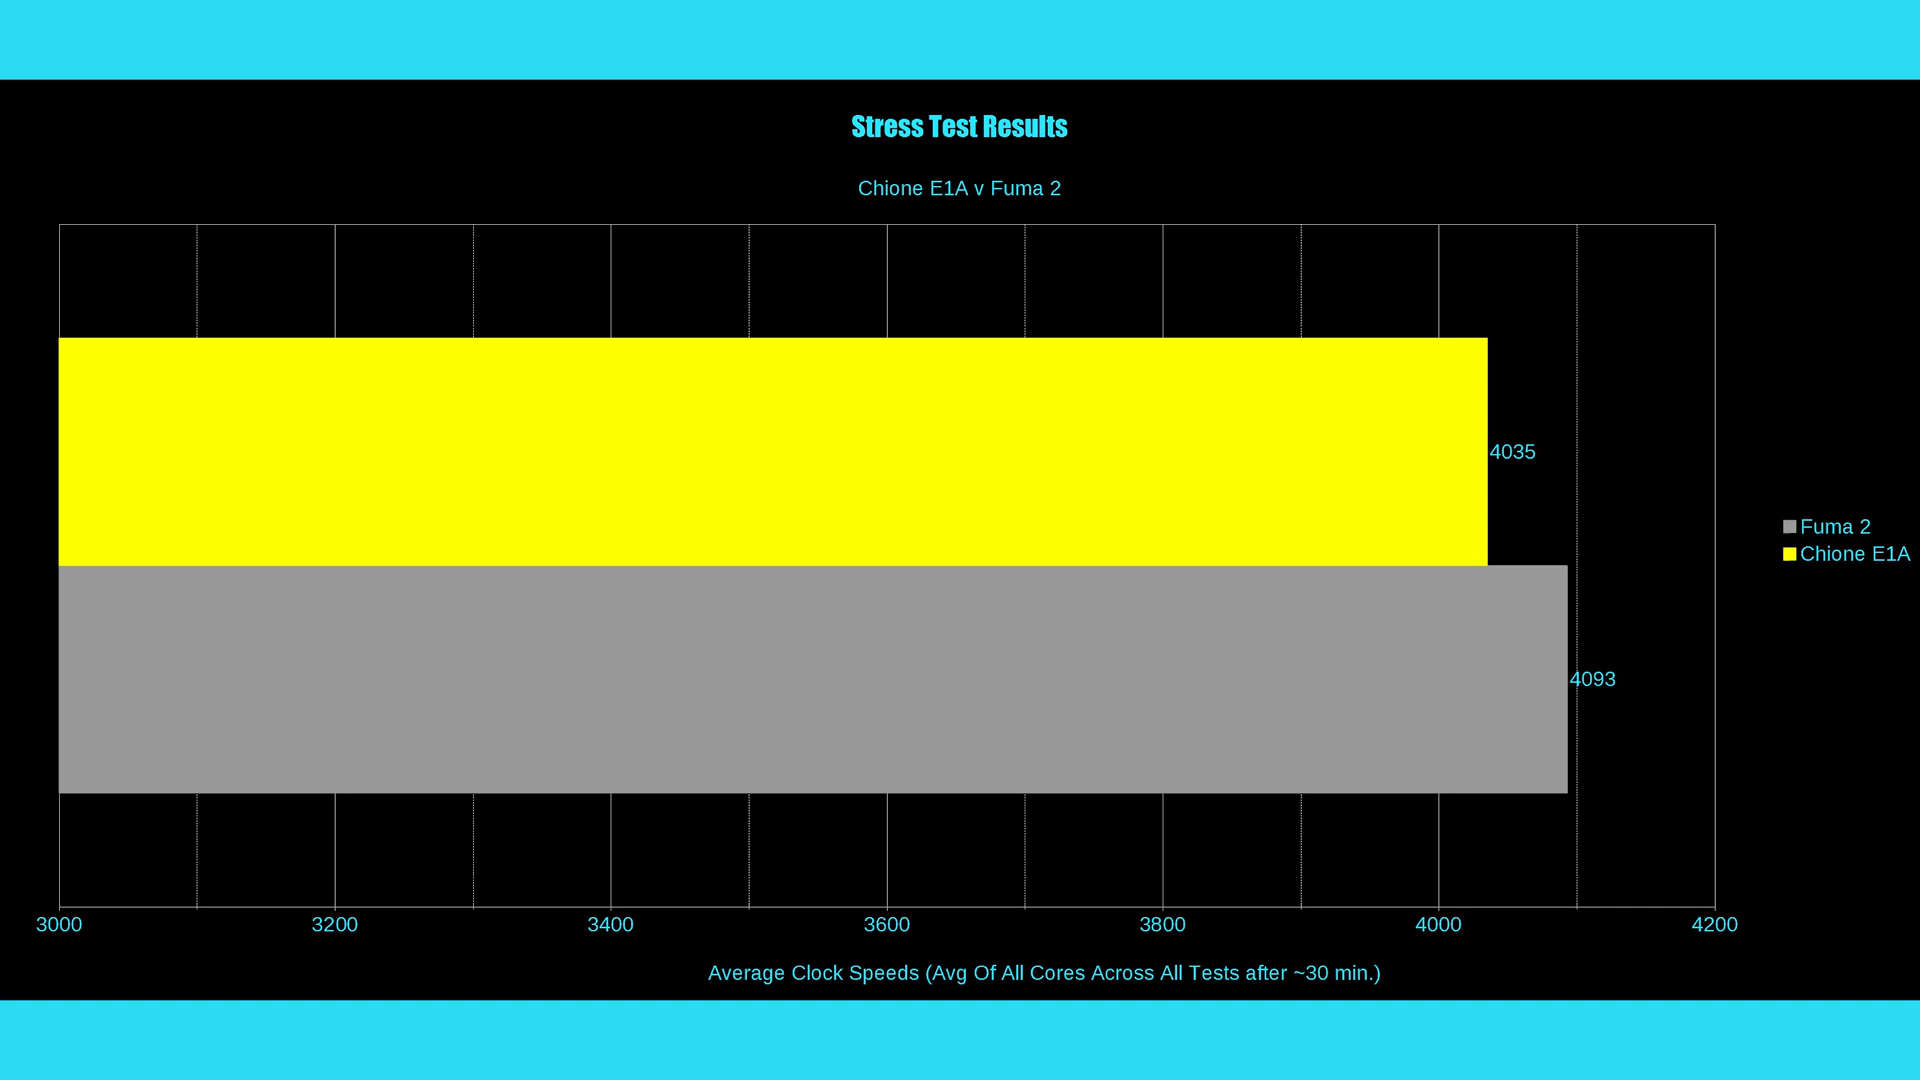 Stress Test Results
Chione E1A v Fuma 2
4035
4093
Fuma 2
Chione E1A
3000 3200 3400 3600 3800 4000 4200
Average Clock Speeds (Avg Of All Cores Across All Tests after ~30 min.)